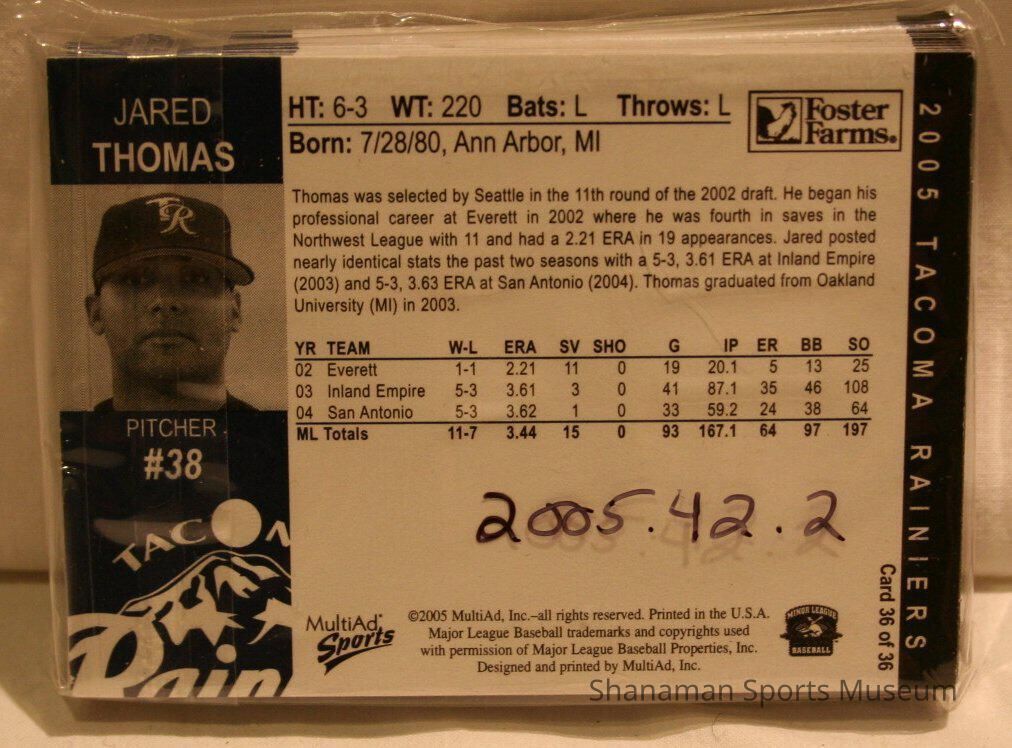 JARED
THOMAS
HT: 6-3 WT: 220 Bats: L Throws: L
Born: 7/28/80, Ann Arbor, MI
Foster
Farms®
Thomas was selected by Seattle in the 11th round of the 2002 draft. He began his
professional career at Everett in 2002 where he was fourth in saves in the
Northwest League with 11 and had a 2.21 ERA in 19 appearances. Jared posted
nearly identical stats the past two seasons with a 5-3, 3.61 ERA at Inland Empire
(2003) and 5-3, 3.63 ERA at San Antonio (2004). Thomas graduated from Oakland
University (MI) in 2003.
YR TEAM W-L ERA SV SHO G IP ER BB SO
02 Everett 1-1 2.21 11 0 19 20.1 5 13 25
03 Inland Empire 5-3 3.61 3 0 41 87.1 35 46 108
04 San Antonio 5-3 3.62 1 0 33 59.2 24 38 64
ML Totals 11-7 3.44 15 0 93 167.1 64 97 197
TR
PITCHER
#38
2005.42.2
TACOM
Rain
MultiAd
Sports
©2005 MultiAd, Inc.–all rights reserved. Printed in the U.S.A.
Major League Baseball trademarks and copyrights used
with permission of Major League Baseball Properties, Inc.
Designed and printed by MultiAd, Inc.
MINOR LEAGUE
BASEBALL
Card 36 of 36
2005 TACOMA RAINIERS
Shanaman Sports Museum